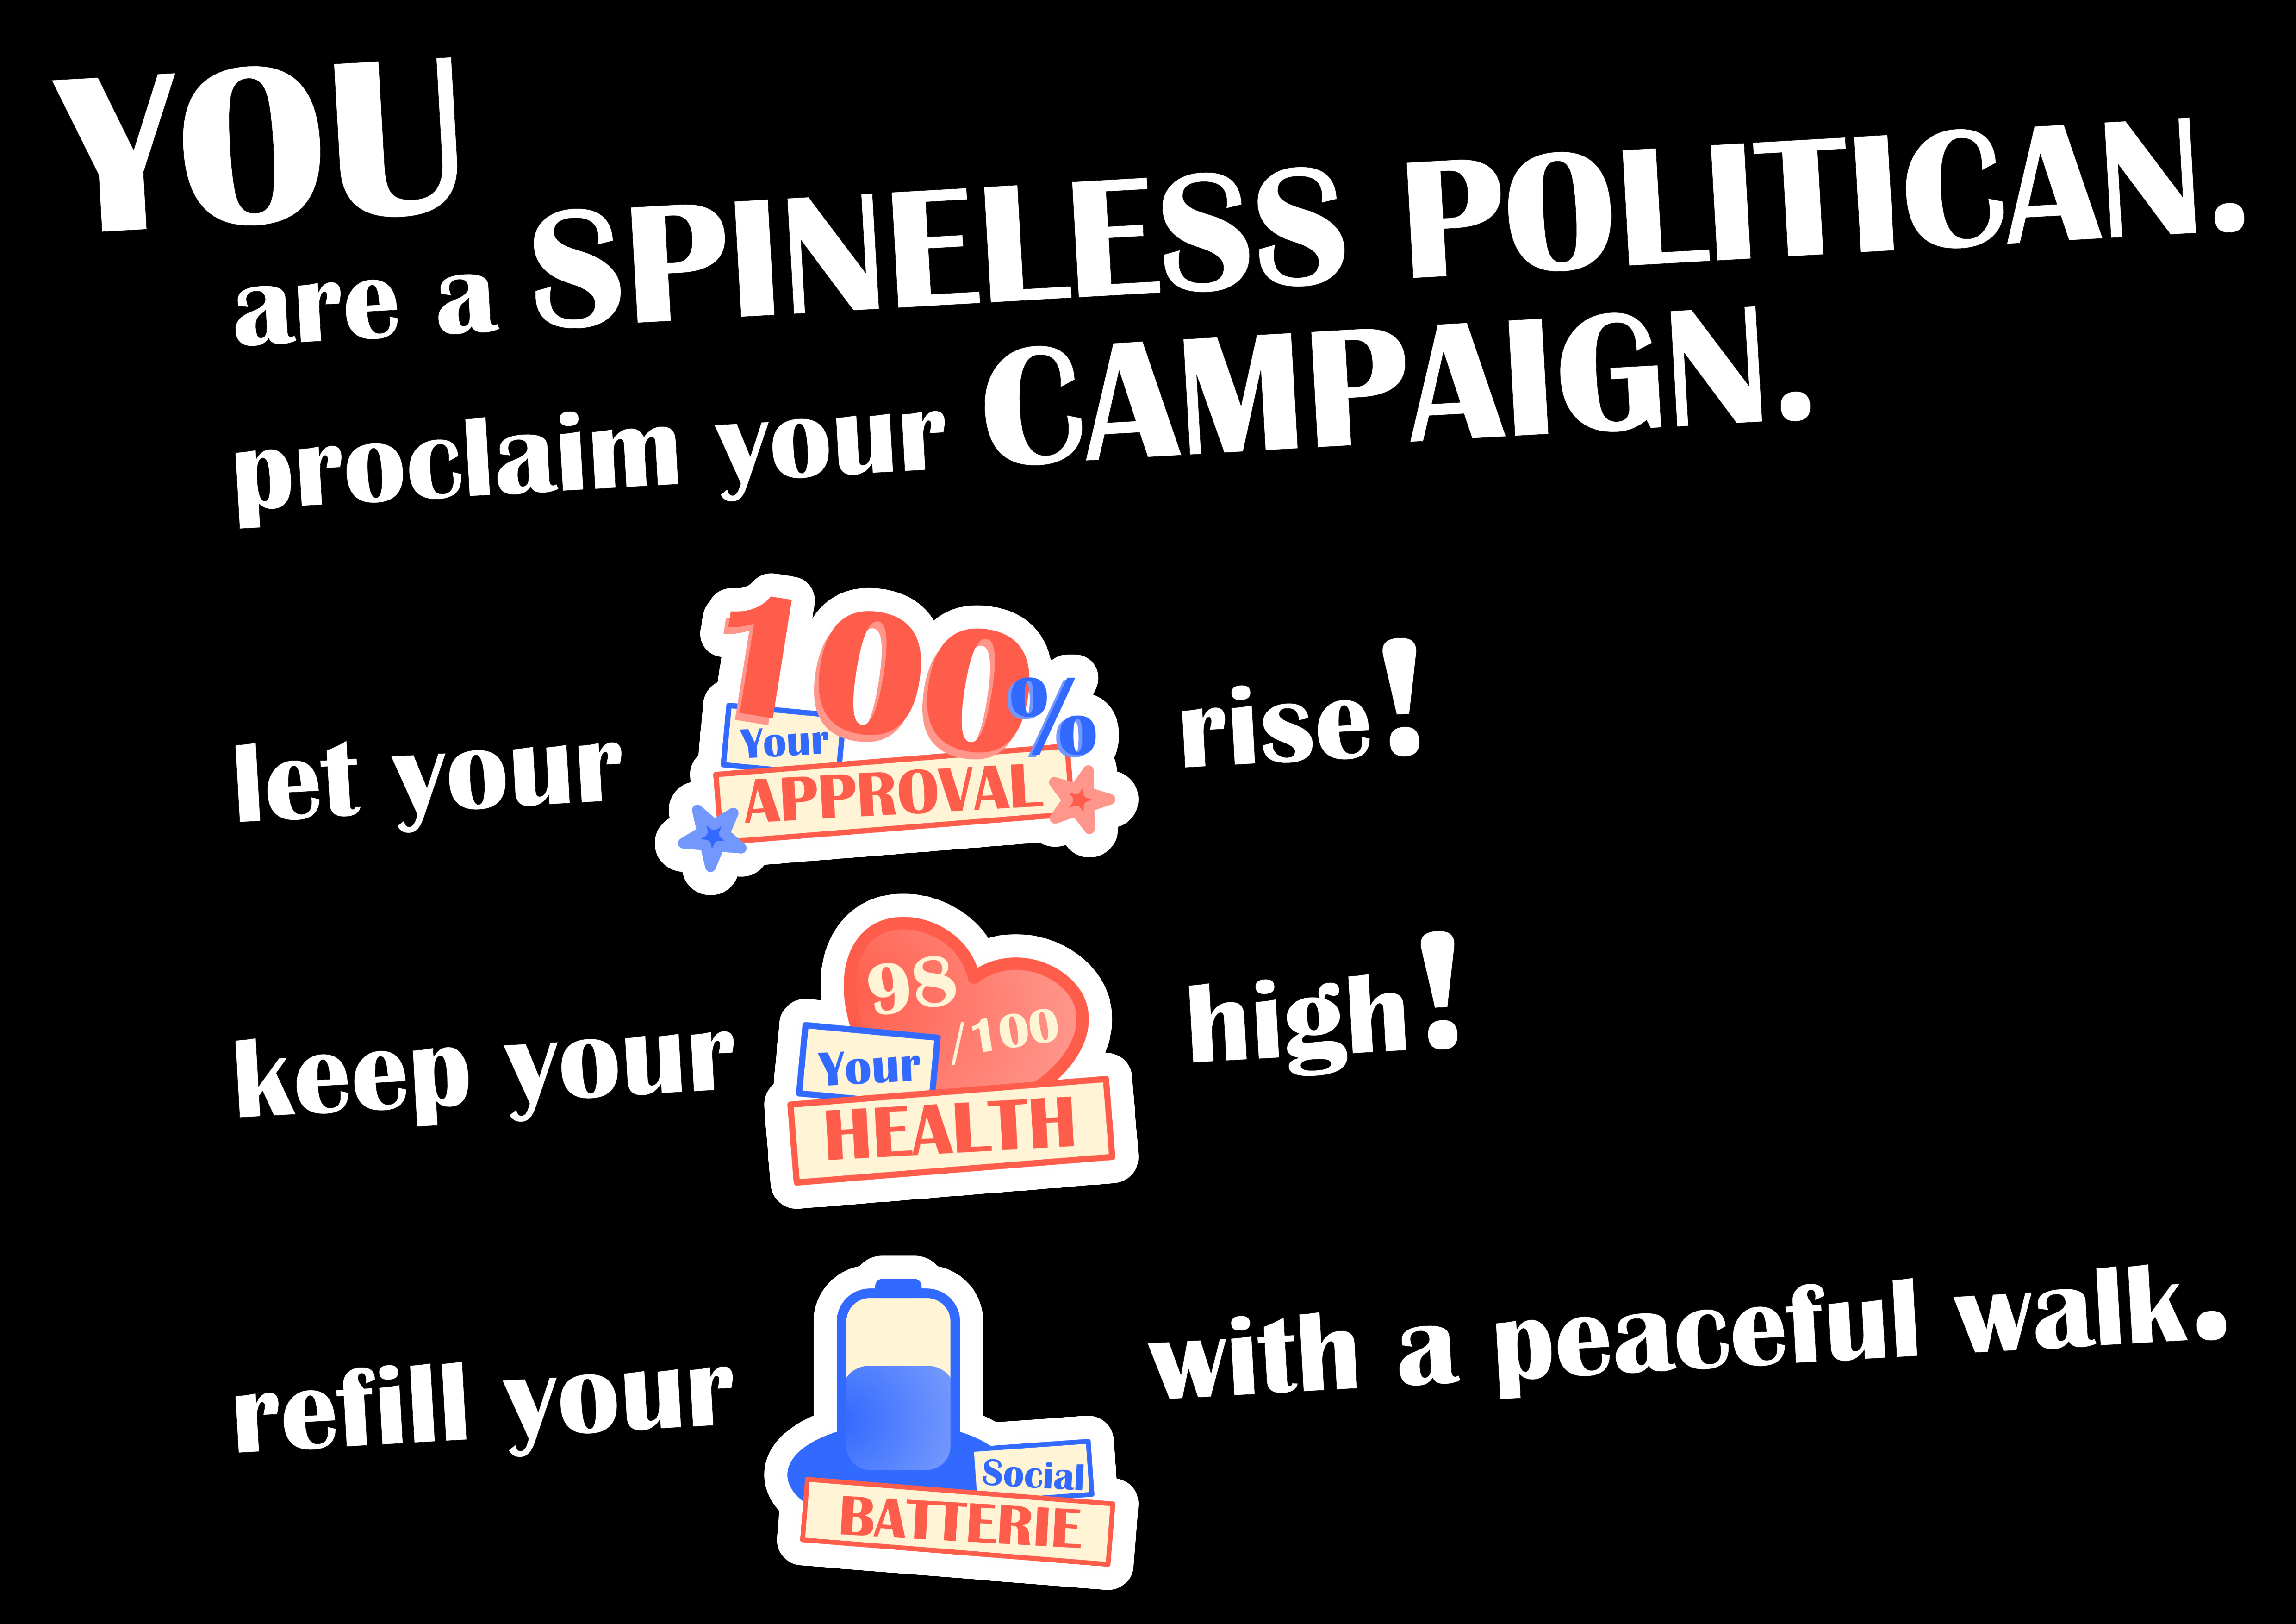 YOU
are a SPINELESS POLITICAN.
proclaim your CAMPAIGN.
let your
100%
Your
APPROVAL
rise!
keep your
98
/100
Your
HEALTH
high!
refill your
Social
BATTERIE
with a peaceful walk.